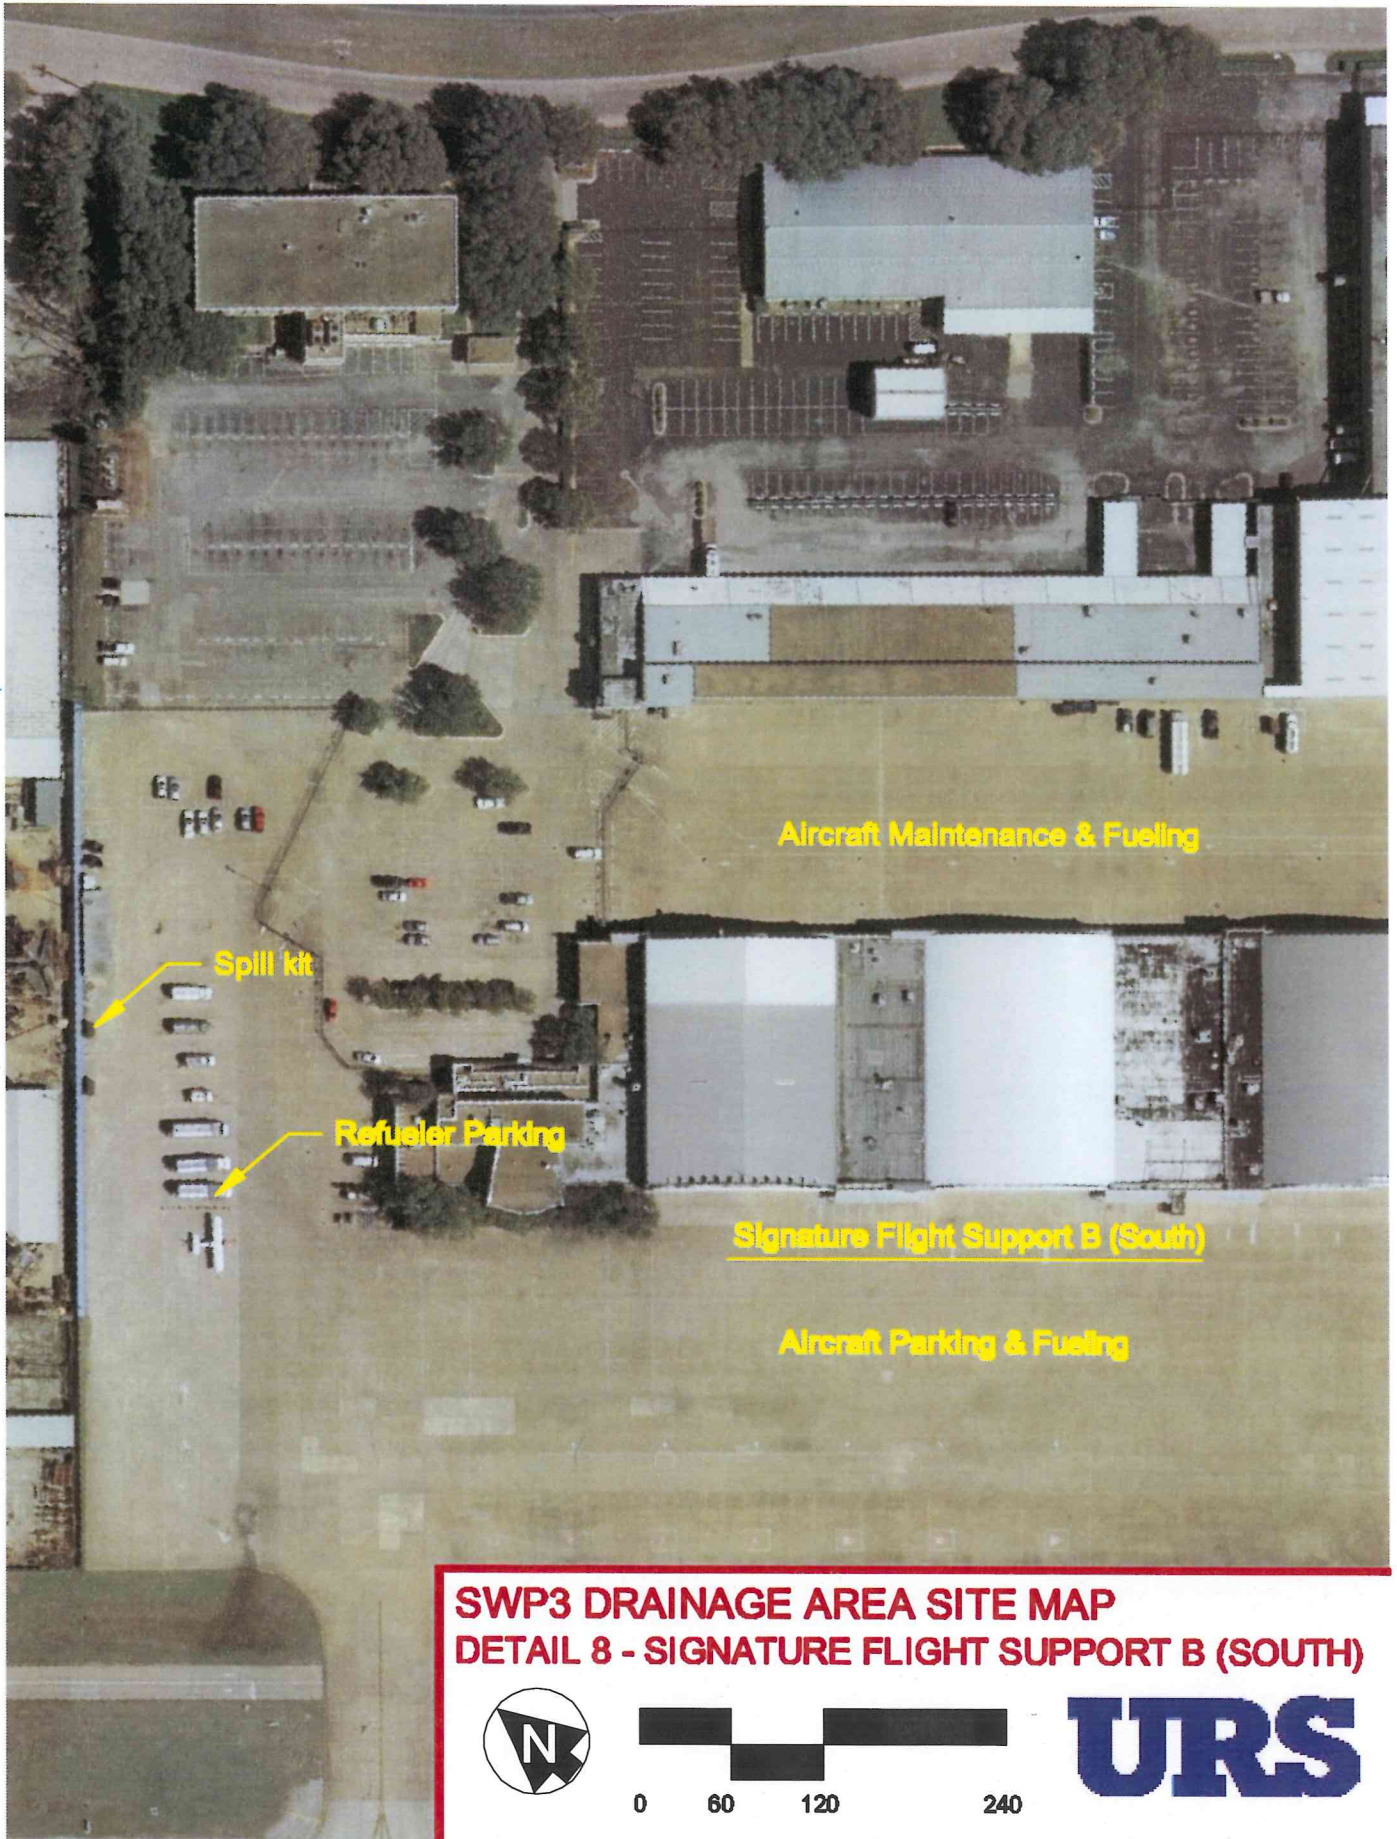 Aircraft Maintenance & Fueling
Spill kit
Refueler Parking
Signature Flight Support B (South)
Aircraft Parking & Fueling
SWP3 DRAINAGE AREA SITE MAP
DETAIL 8 - SIGNATURE FLIGHT SUPPORT B (SOUTH)
N
URS
0 60 120 240